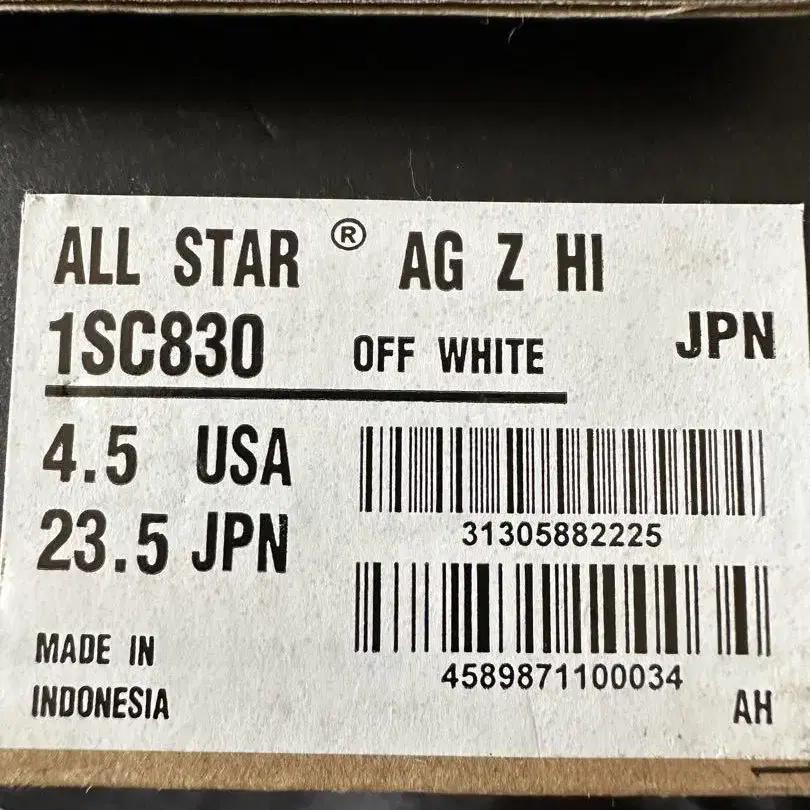 ALL STAR ® AG Z HI
1SC830 OFF WHITE JPN
4.5 USA
31305882225
23.5 JPN
4589871100034
MADE IN
INDONESIA
AH